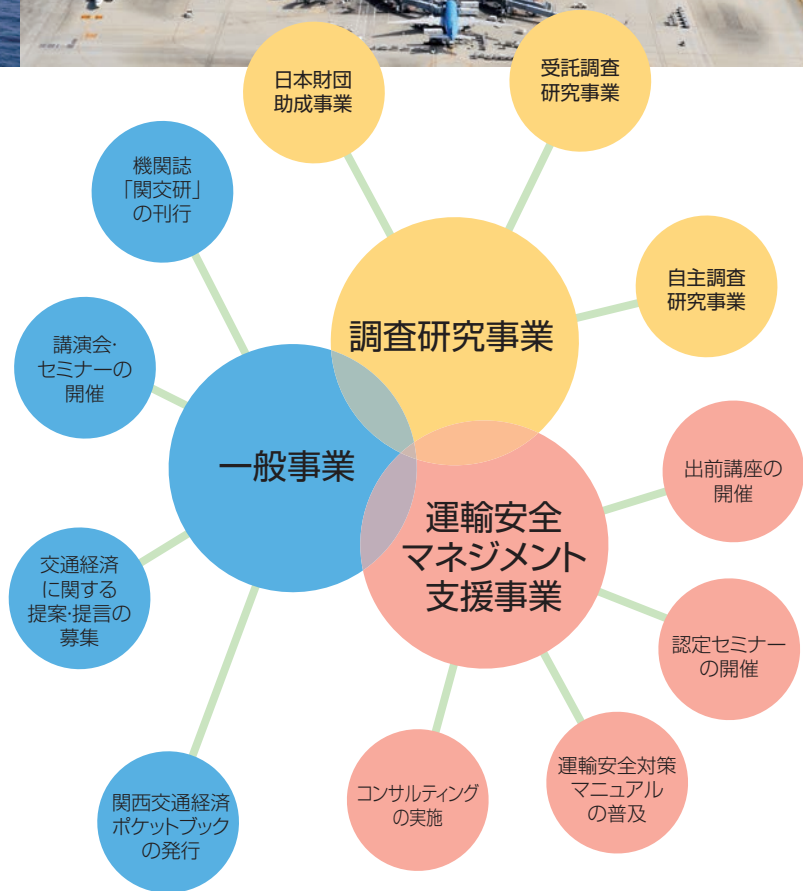 日本財団
助成事業
受託調査
研究事業
自主調査
研究事業
調査研究事業
機関誌
「関交研」
の刊行
講演会・
セミナーの
開催
一般事業
交通経済
に関する
提案・提言の
募集
関西交通経済
ポケットブック
の発行
運輸安全
マネジメント
支援事業
出前講座の
開催
認定セミナー
の開催
運輸安全対策
マニュアル
の普及
コンサルティング
の実施